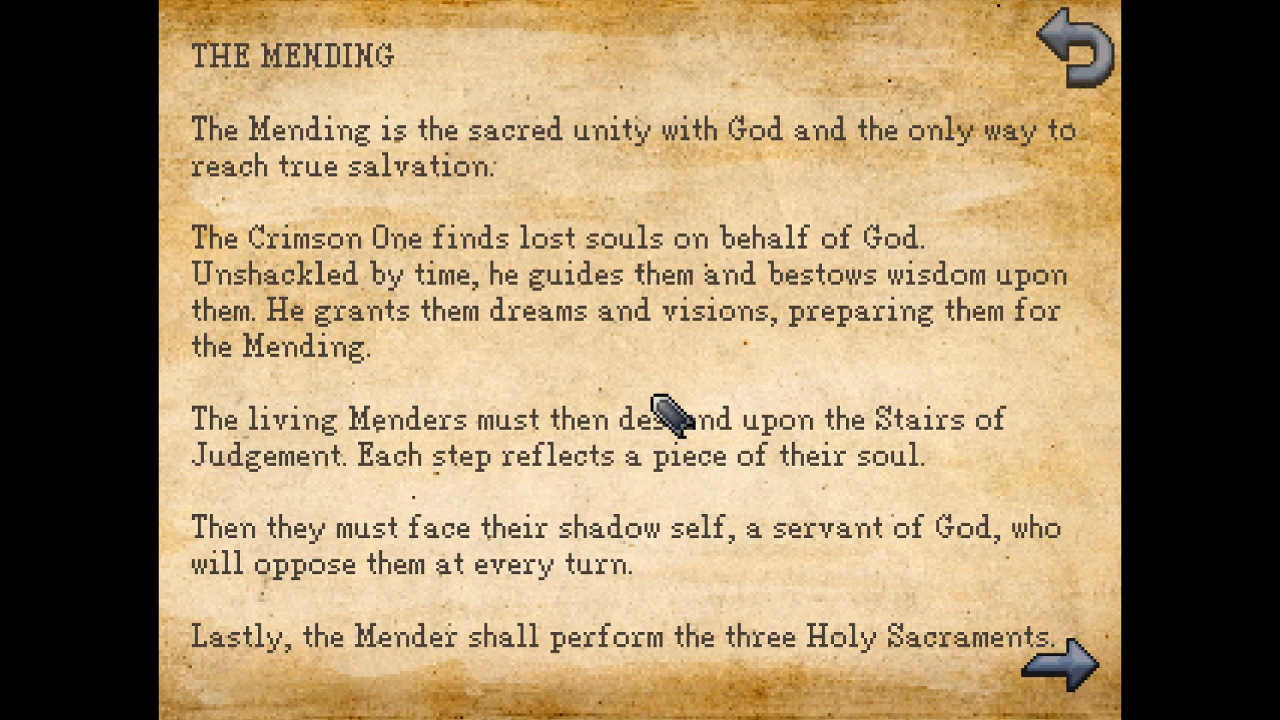 THE MENDING
The Mending is the sacred unity with God and the only way to
reach true salvation.
The Crimson One finds lost souls on behalf of God.
Unshackled by time, he guides them and bestows wisdom upon
them. He grants them dreams and visions, preparing them for
the Mending.
The living Menders must then descend upon the Stairs of
Judgement. Each step reflects a piece of their soul.
Then they must face their shadow self, a servant of God, who
will oppose them at every turn.
Lastly, the Mender shall perform the three Holy Sacraments.